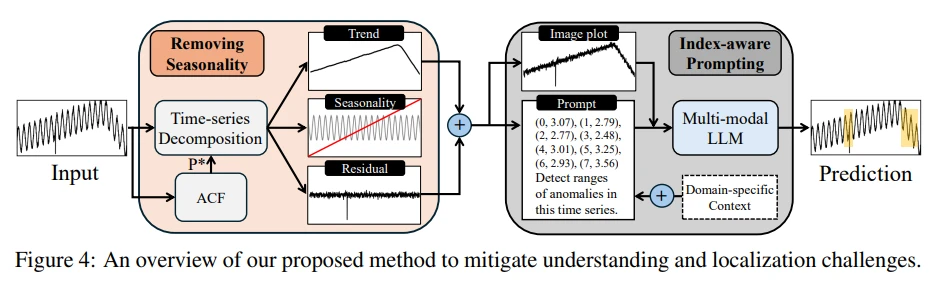 Removing
Seasonality
Trend
Image plot
Index-aware
Prompting
Time-series
Decomposition
Seasonality
Prompt
(0, 3.07), (1, 2.79),
(2, 2.77), (3, 2.48),
(4, 3.01), (5, 3.25),
(6, 2.93), (7, 3.56)
Detect ranges
of anomalies in
this time series.
+
Multi-modal
LLM
Input
P*
ACF
Residual
+
Domain-specific
Context
Prediction
Figure 4: An overview of our proposed method to mitigate understanding and localization challenges.